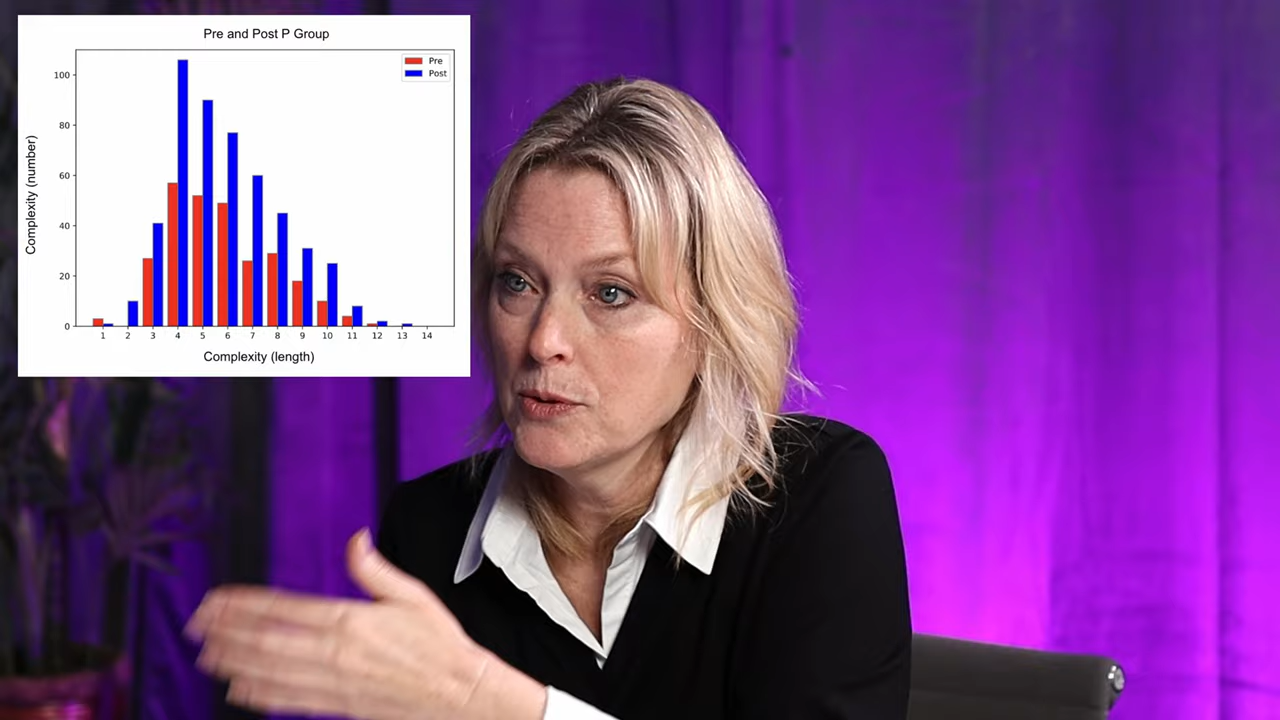 Pre and Post P Group
Pre
Post
Complexity (number)
100
80
60
40
20
0
1 2 3 4 5 6 7 8 9 10 11 12 13 14
Complexity (length)